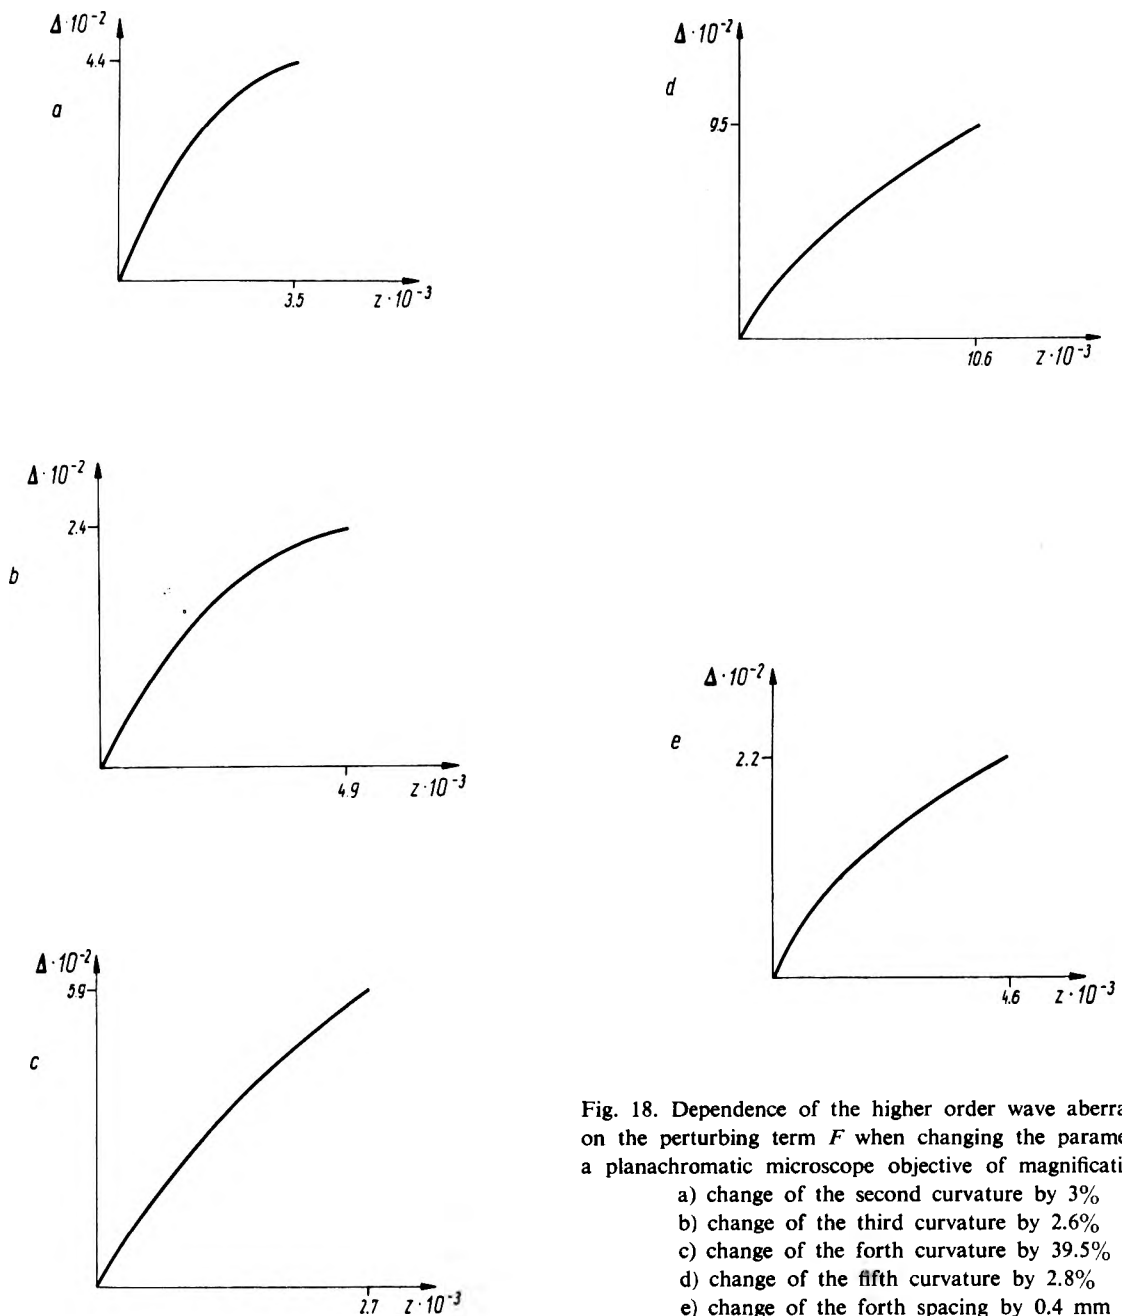 Δ·10⁻²
4.4
a
3.5
z·10⁻³
Δ·10⁻²
d
9.5
10.6
z·10⁻³
Δ·10⁻²
2.4
b
4.9
z·10⁻³
Δ·10⁻²
e
2.2
4.6
z·10⁻³
Δ·10⁻²
5.9
c
2.7
z·10⁻³
Fig. 18. Dependence of the higher order wave aberra
on the perturbing term F when changing the parame
a planachromatic microscope objective of magnificati
a) change of the second curvature by 3%
b) change of the third curvature by 2.6%
c) change of the forth curvature by 39.5%
d) change of the fifth curvature by 2.8%
e) change of the forth spacing by 0.4 mm